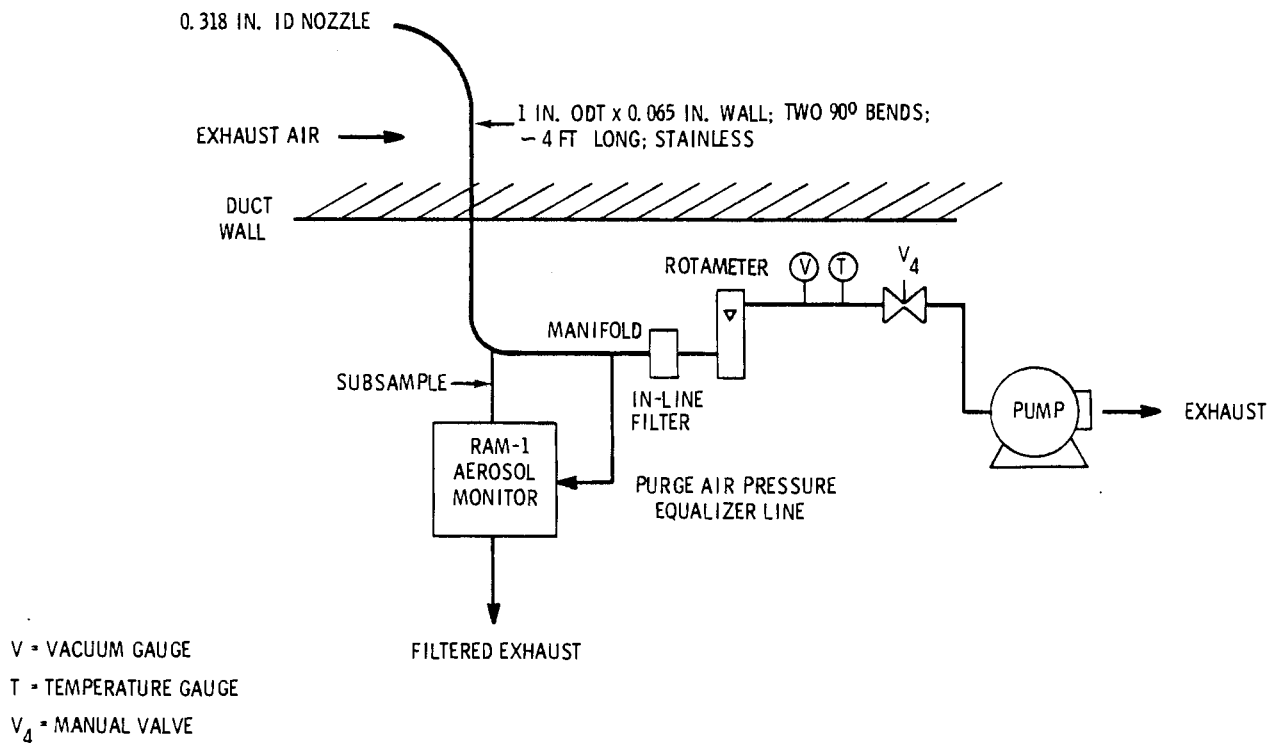 0.318 IN. ID NOZZLE
1 IN. ODT x 0.065 IN. WALL; TWO 90º BENDS;
~ 4 FT LONG; STAINLESS
EXHAUST AIR
DUCT
WALL
ROTAMETER
V
T
V4
MANIFOLD
SUBSAMPLE
IN-LINE
FILTER
PUMP
EXHAUST
RAM-1
AEROSOL
MONITOR
PURGE AIR PRESSURE
EQUALIZER LINE
FILTERED EXHAUST
V = VACUUM GAUGE
T = TEMPERATURE GAUGE
V4 = MANUAL VALVE